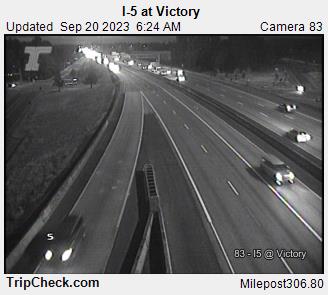 I-5 at Victory
Updated Sep 20 2023 6:24 AM Camera 83
T
S
83 - I5 @ Victory
TripCheck.com Milepost306.80